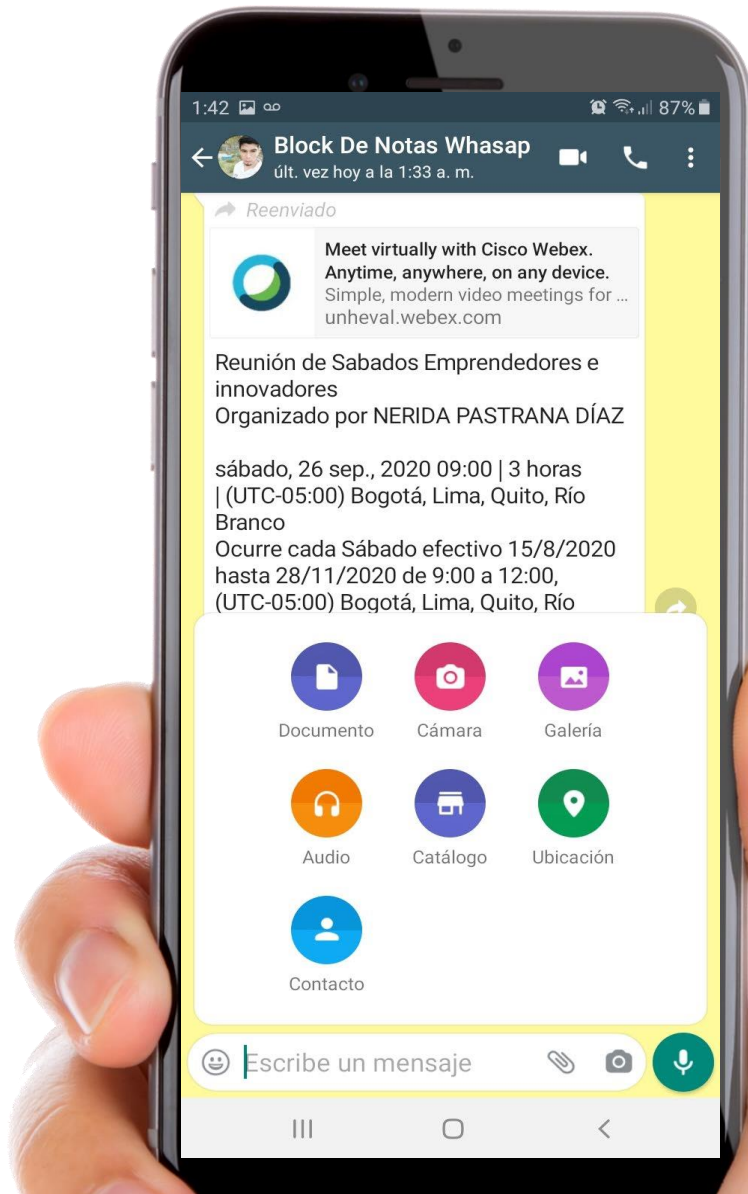 1:42 87%
Block De Notas Whasap
últ. vez hoy a la 1:33 a. m.
Reenviado
Meet virtually with Cisco Webex.
Anytime, anywhere, on any device.
Simple, modern video meetings for ...
unheval.webex.com
Reunión de Sabados Emprendedores e
innovadores
Organizado por NERIDA PASTRANA DÍAZ
sábado, 26 sep., 2020 09:00 | 3 horas
| (UTC-05:00) Bogotá, Lima, Quito, Río
Branco
Ocurre cada Sábado efectivo 15/8/2020
hasta 28/11/2020 de 9:00 a 12:00,
(UTC-05:00) Bogotá, Lima, Quito, Río
Documento Cámara Galería
Audio Catálogo Ubicación
Contacto
Escribe un mensaje